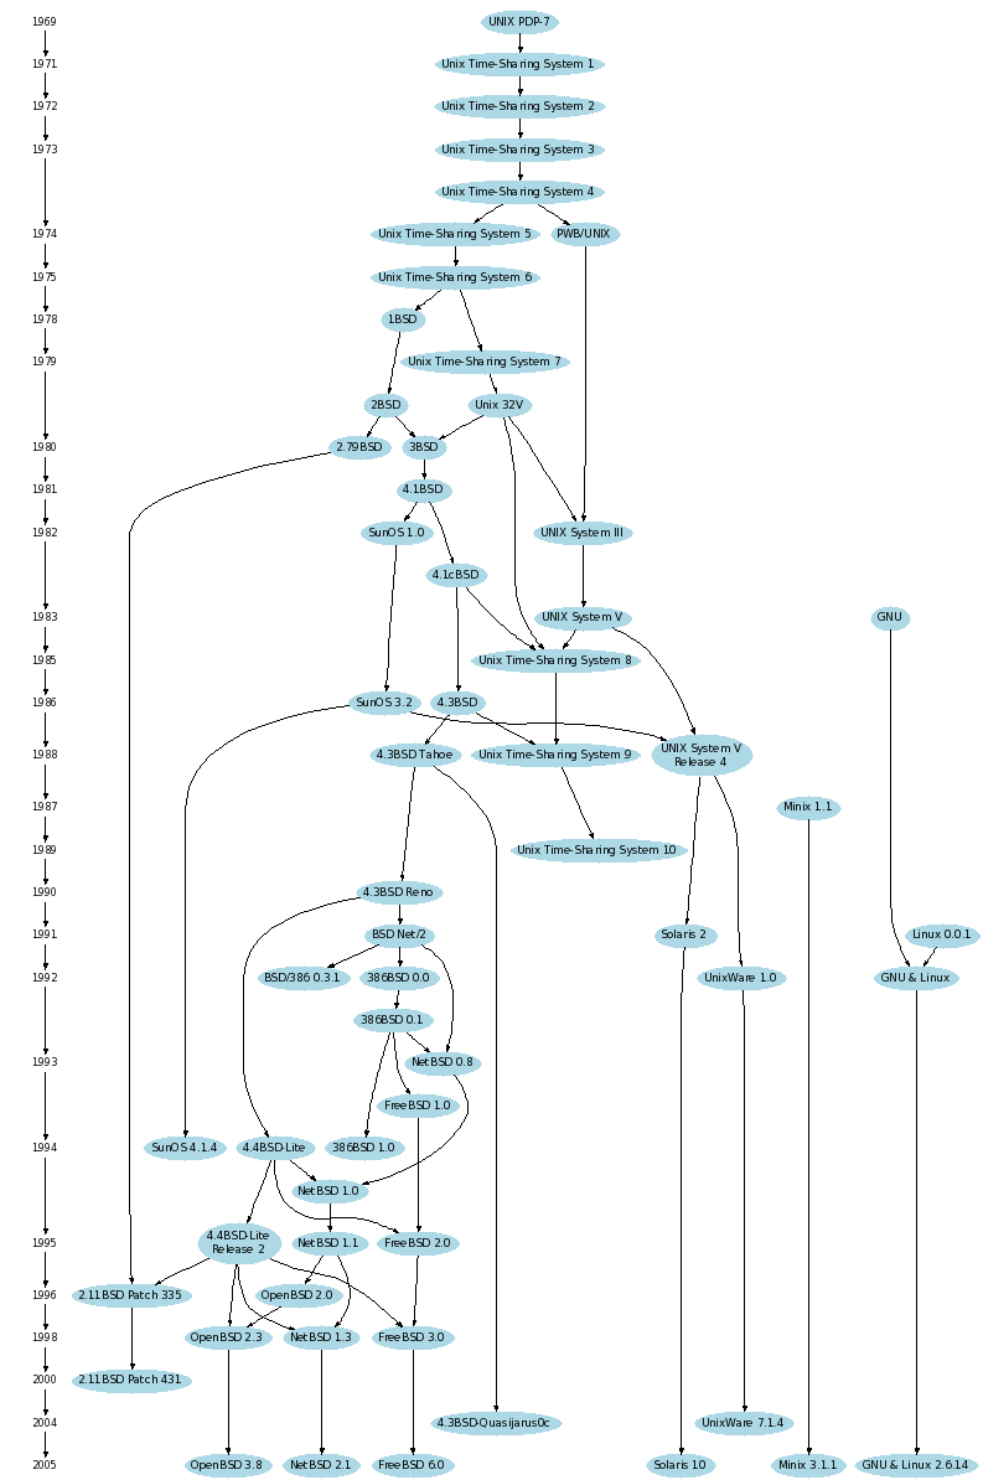 1969 UNIX PDP-7
1971 Unix Time-Sharing System 1
1972 Unix Time-Sharing System 2
1973 Unix Time-Sharing System 3
Unix Time-Sharing System 4
1974 Unix Time-Sharing System 5 PWB/UNIX
1975 Unix Time-Sharing System 6
1978 1BSD
1979 Unix Time-Sharing System 7
2BSD Unix 32V
1980 2.79BSD 3BSD
1981 4.1BSD
1982 SunOS 1.0 UNIX System III
4.1cBSD
1983 UNIX System V GNU
1985 Unix Time-Sharing System 8
1986 SunOS 3.2 4.3BSD
1988 4.3BSD Tahoe Unix Time-Sharing System 9 UNIX System V
Release 4
1987 Minix 1.1
1989 Unix Time-Sharing System 10
1990 4.3BSD Reno
1991 BSD Net/2 Solaris 2 Linux 0.0.1
1992 BSD/386 0.3.1 386BSD 0.0 UnixWare 1.0 GNU & Linux
386BSD 0.1
1993 NetBSD 0.8
FreeBSD 1.0
1994 SunOS 4.1.4 4.4BSD-Lite 386BSD 1.0
NetBSD 1.0
1995 4.4BSD-Lite
Release 2 NetBSD 1.1 FreeBSD 2.0
1996 2.11BSD Patch 335 OpenBSD 2.0
1998 OpenBSD 2.3 NetBSD 1.3 FreeBSD 3.0
2000 2.11BSD Patch 431
2004 4.3BSD-Quasijarus0c UnixWare 7.1.4
2005 OpenBSD 3.8 NetBSD 2.1 FreeBSD 6.0 Solaris 10 Minix 3.1.1 GNU & Linux 2.6.14